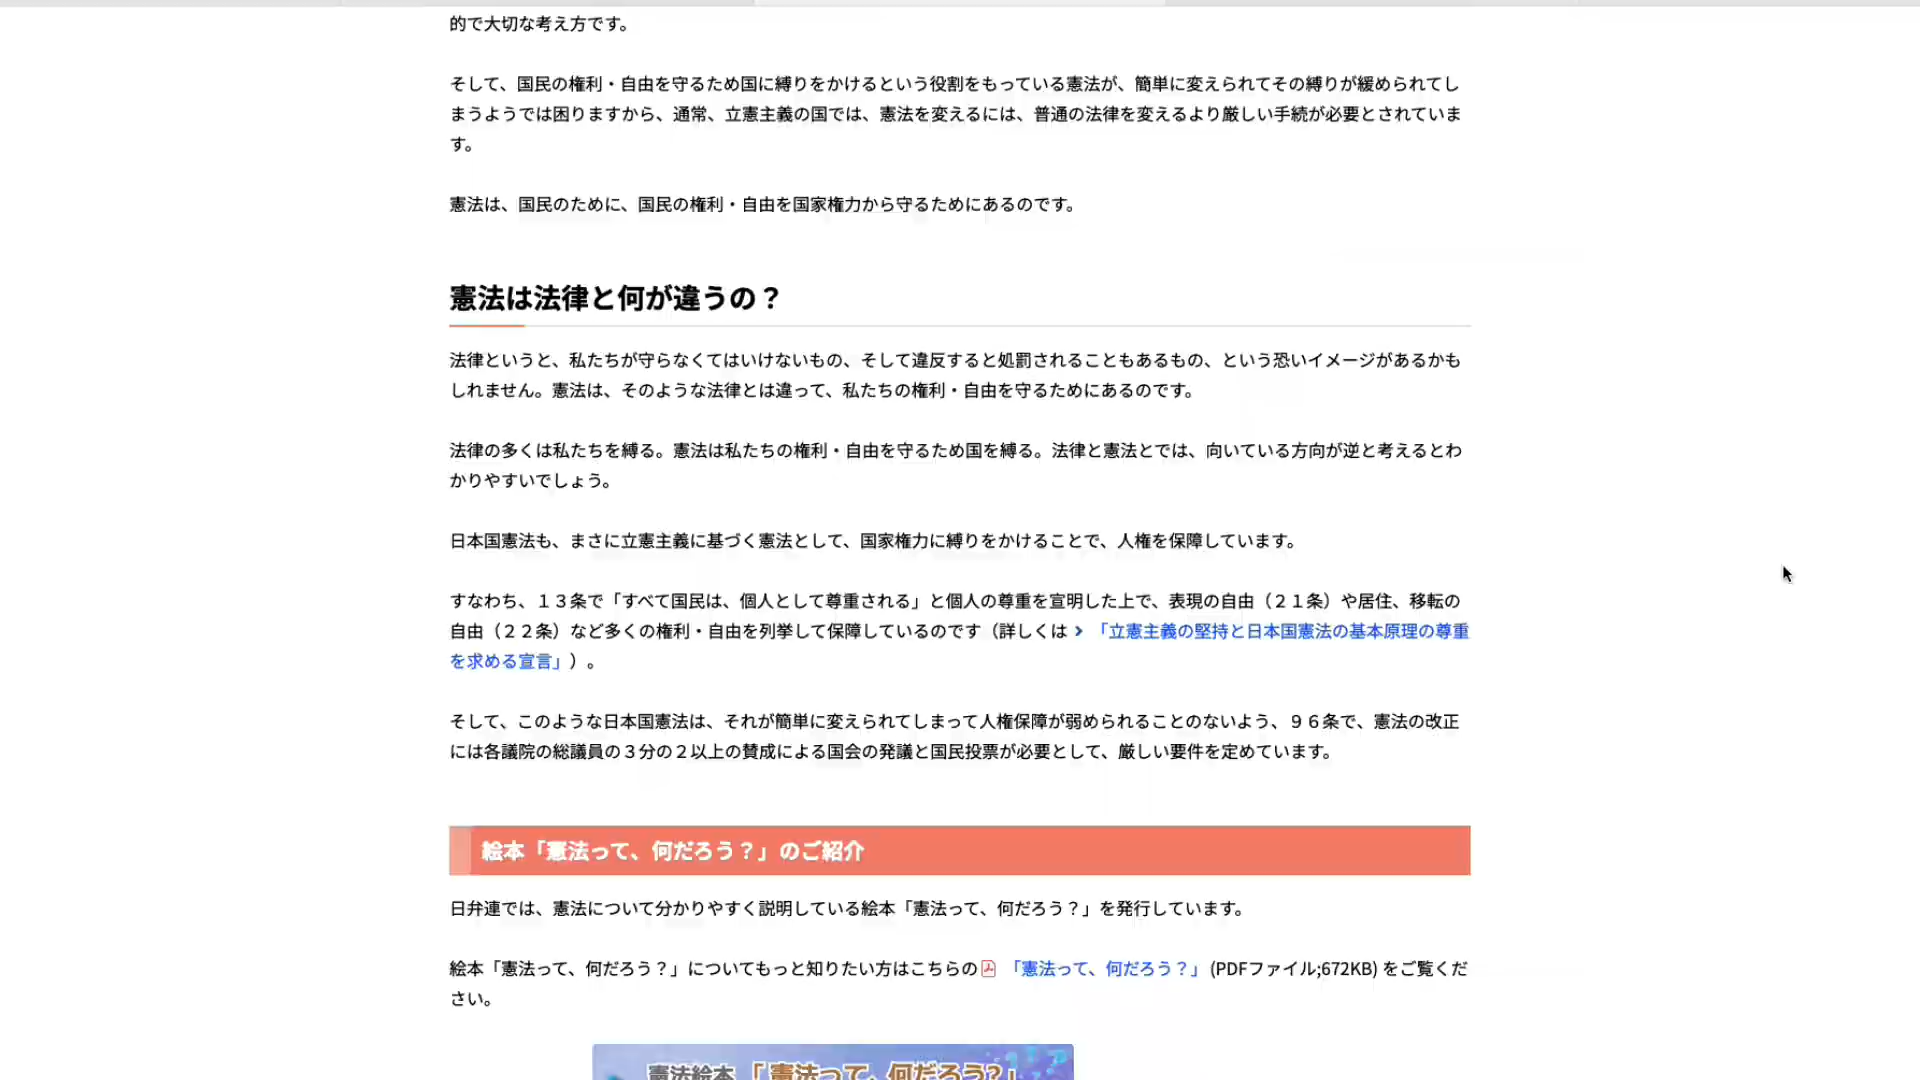 的で大切な考え方です。
そして、国民の権利・自由を守るため国に縛りをかけるという役割をもっている憲法が、簡単に変えられてその縛りが緩められてし
まうようでは困りますから、通常、立憲主義の国では、憲法を変えるには、普通の法律を変えるより厳しい手続が必要とされていま
す。
憲法は、国民のために、国民の権利・自由を国家権力から守るためにあるのです。
憲法は法律と何が違うの？
法律というと、私たちが守らなくてはいけないもの、そして違反すると処罰されることもあるもの、という恐いイメージがあるかも
しれません。憲法は、そのような法律とは違って、私たちの権利・自由を守るためにあるのです。
法律の多くは私たちを縛る。憲法は私たちの権利・自由を守るため国を縛る。法律と憲法とでは、向いている方向が逆と考えるとわ
かりやすいでしょう。
日本国憲法も、まさに立憲主義に基づく憲法として、国家権力に縛りをかけることで、人権を保障しています。
すなわち、１３条で「すべて国民は、個人として尊重される」と個人の尊重を宣明した上で、表現の自由（２１条）や居住、移転の
自由（２２条）など多くの権利・自由を列挙して保障しているのです（詳しくは 「立憲主義の堅持と日本国憲法の基本原理の尊重
を求める宣言」）。
そして、このような日本国憲法は、それが簡単に変えられてしまって人権保障が弱められることのないよう、９６条で、憲法の改正
には各議院の総議員の３分の２以上の賛成による国会の発議と国民投票が必要として、厳しい要件を定めています。
絵本「憲法って、何だろう？」のご紹介
日弁連では、憲法について分かりやすく説明している絵本「憲法って、何だろう？」を発行しています。
絵本「憲法って、何だろう？」についてもっと知りたい方はこちらの 「憲法って、何だろう？」 (PDFファイル;672KB) をご覧くだ
さい。
憲法絵本 「憲法って、何だろう?」